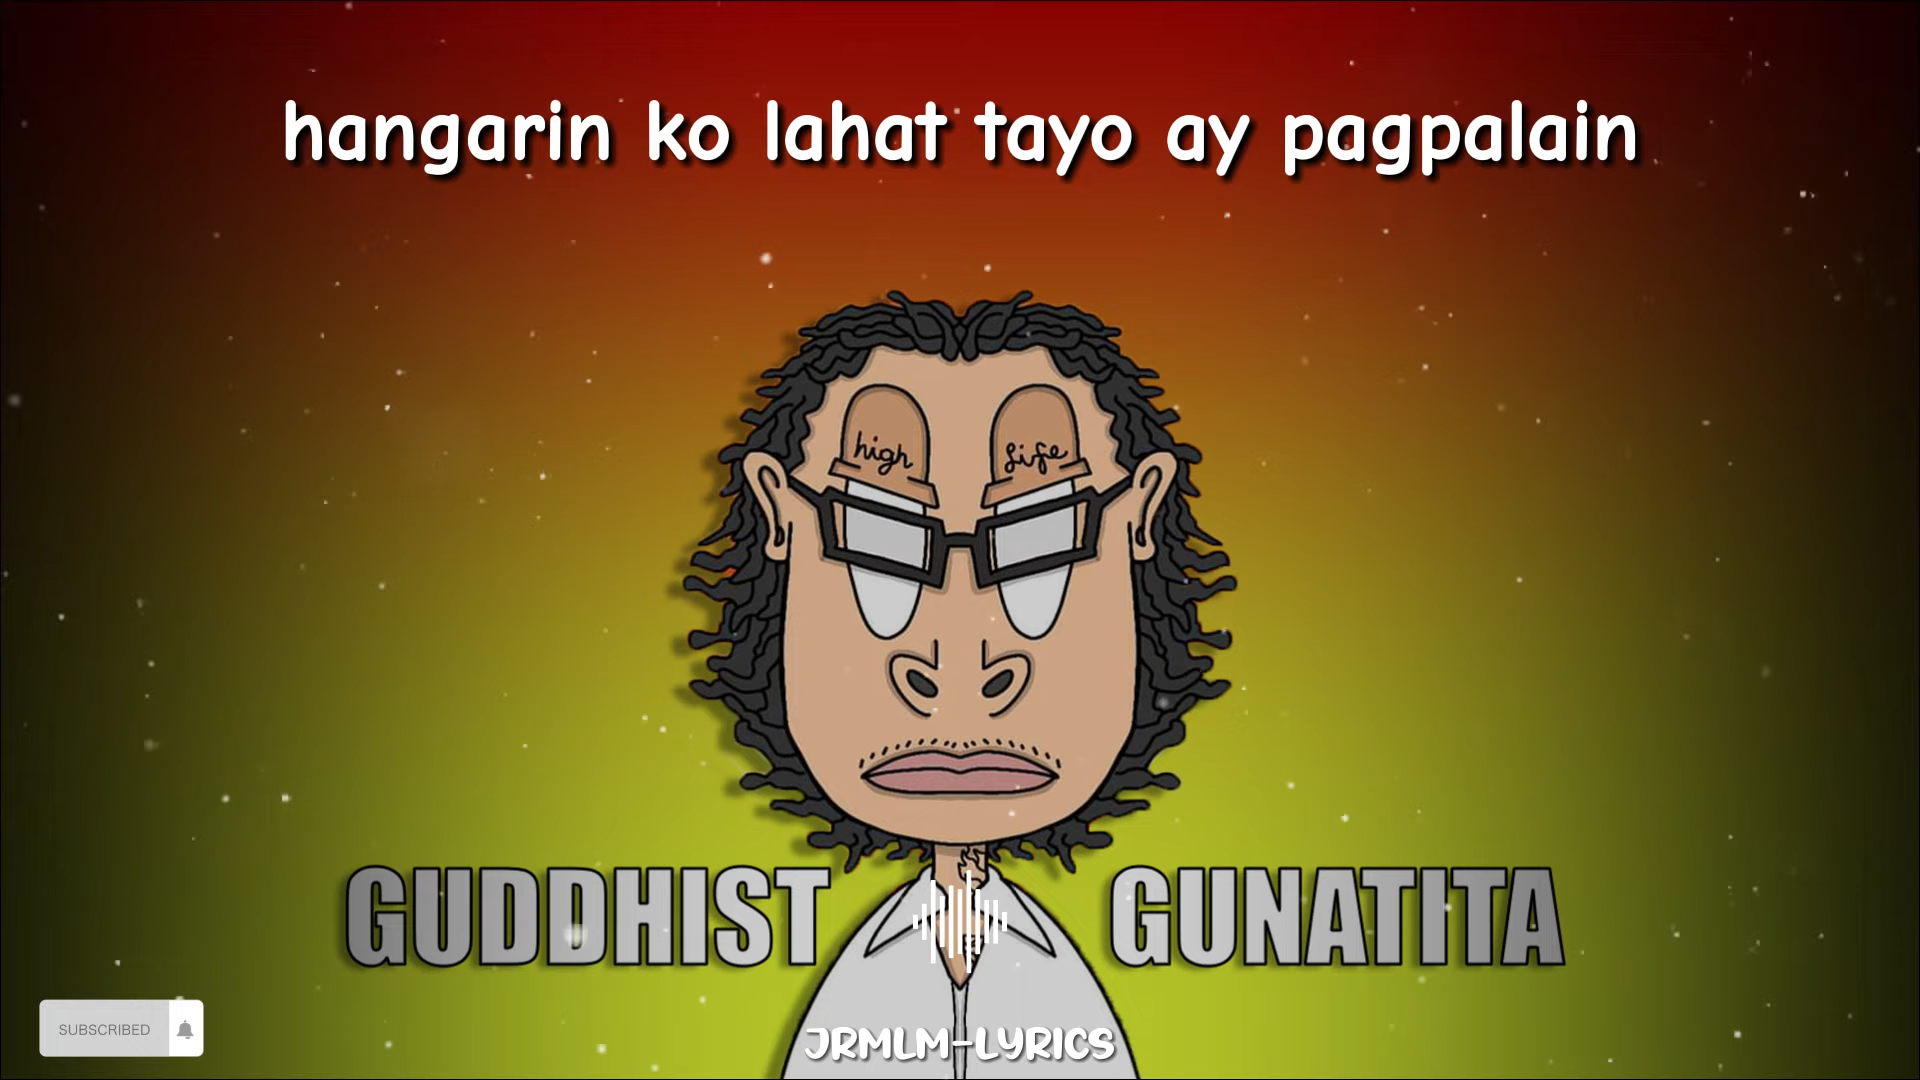 hangarin ko lahat tayo ay pagpalain
high life
GUDDHIST GUNATITA
SUBSCRIBED
JRMLM-LYRICS